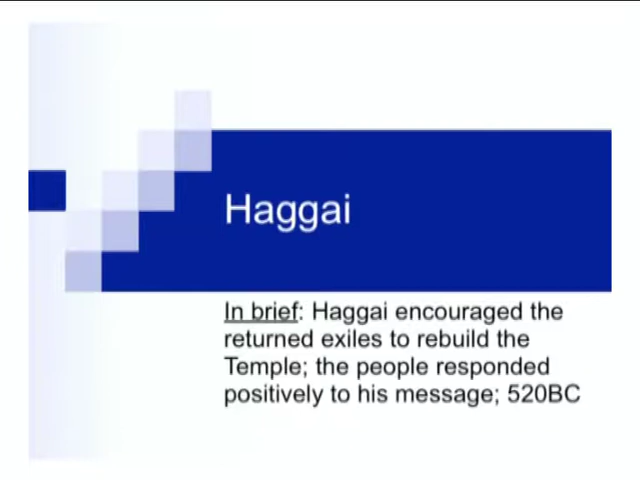 Haggai
In brief: Haggai encouraged the
returned exiles to rebuild the
Temple; the people responded
positively to his message; 520BC